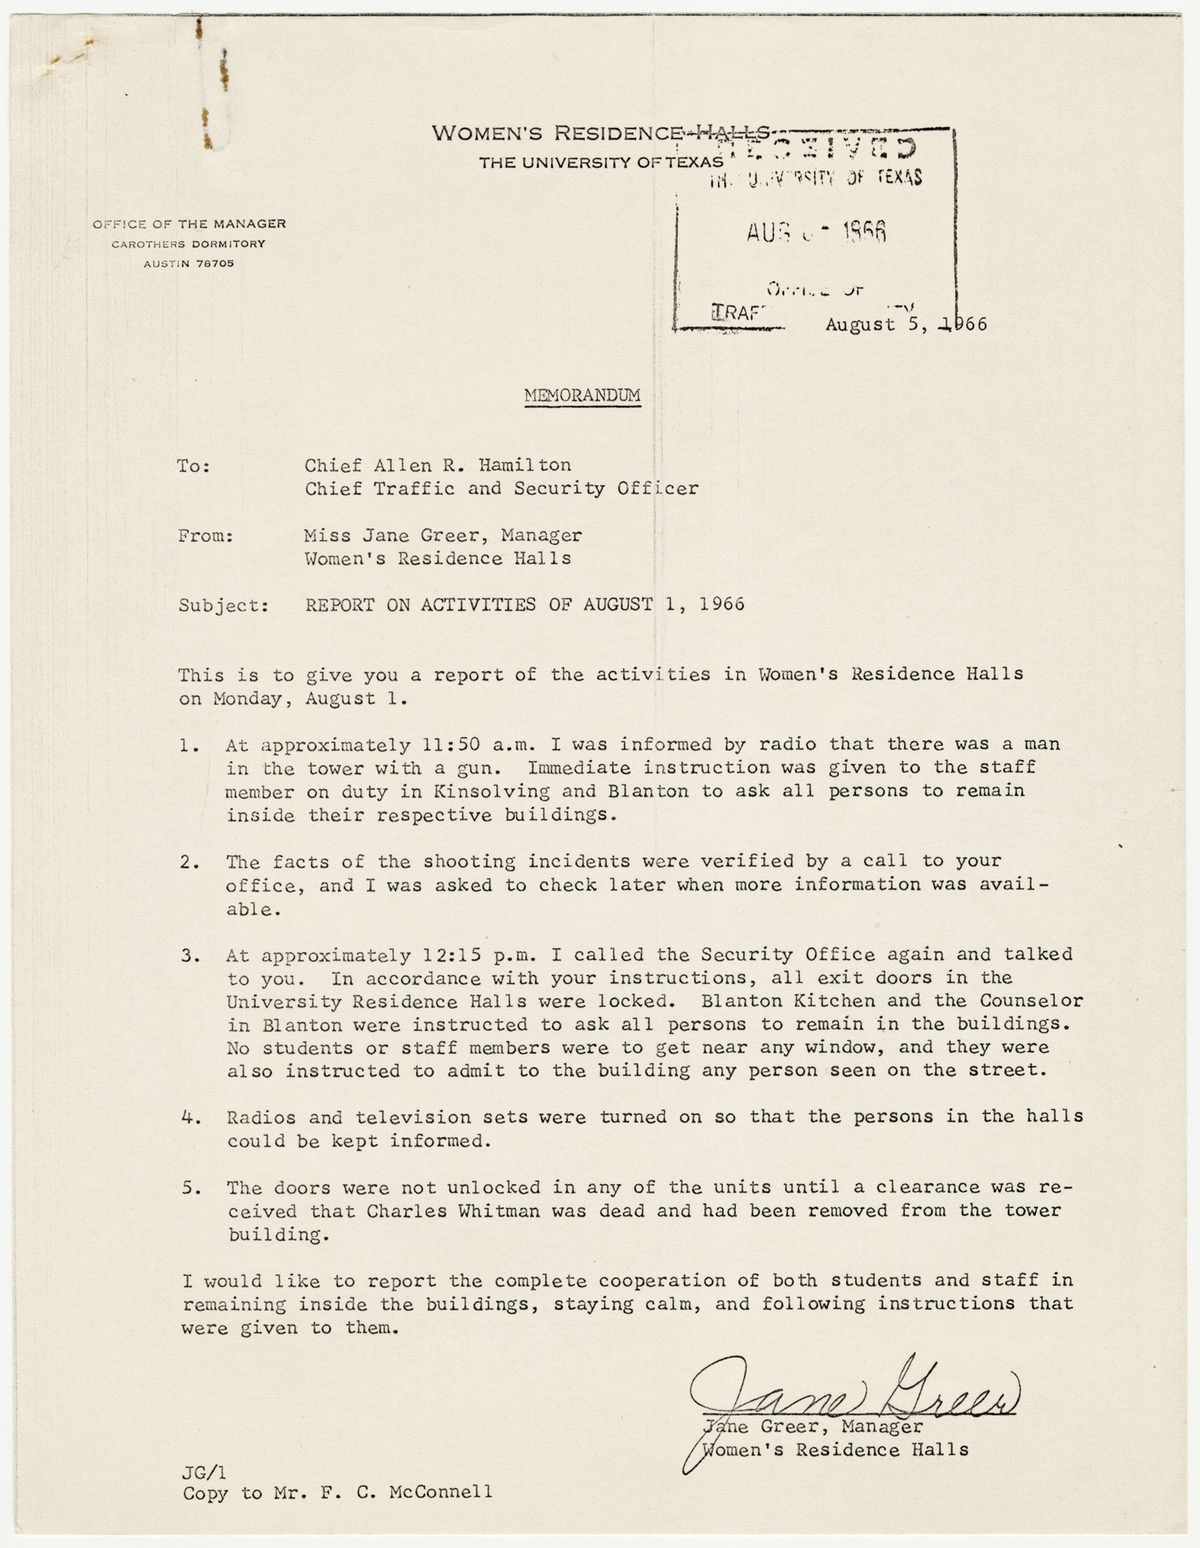 WOMEN'S RESIDENCE HALLS
THE UNIVERSITY OF TEXAS
RECEIVED
UNIVERSITY OF TEXAS
AUG 1966
OFFICE OF
OFFICE OF THE MANAGER
CAROTHERS DORMITORY
AUSTIN 78705
August 5, 1966
MEMORANDUM
To: Chief Allen R. Hamilton
Chief Traffic and Security Officer
From: Miss Jane Greer, Manager
Women's Residence Halls
Subject: REPORT ON ACTIVITIES OF AUGUST 1, 1966
This is to give you a report of the activities in Women's Residence Halls
on Monday, August 1.
1. At approximately 11:50 a.m. I was informed by radio that there was a man
in the tower with a gun. Immediate instruction was given to the staff
member on duty in Kinsolving and Blanton to ask all persons to remain
inside their respective buildings.
2. The facts of the shooting incidents were verified by a call to your
office, and I was asked to check later when more information was avail-
able.
3. At approximately 12:15 p.m. I called the Security Office again and talked
to you. In accordance with your instructions, all exit doors in the
University Residence Halls were locked. Blanton Kitchen and the Counselor
in Blanton were instructed to ask all persons to remain in the buildings.
No students or staff members were to get near any window, and they were
also instructed to admit to the building any person seen on the street.
4. Radios and television sets were turned on so that the persons in the halls
could be kept informed.
5. The doors were not unlocked in any of the units until a clearance was re-
ceived that Charles Whitman was dead and had been removed from the tower
building.
I would like to report the complete cooperation of both students and staff in
remaining inside the buildings, staying calm, and following instructions that
were given to them.
Jane Greer
Jane Greer, Manager
Women's Residence Halls
JG/l
Copy to Mr. F. C. McConnell